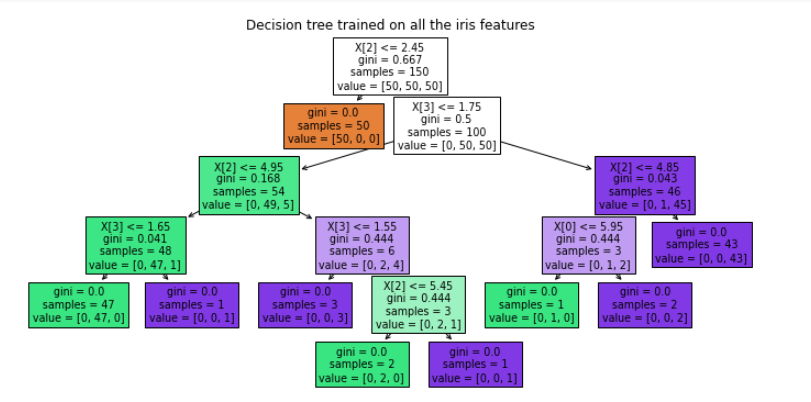 Decision tree trained on all the iris features
X[2] <= 2.45
gini = 0.667
samples = 150
value = [50, 50, 50]
gini = 0.0
samples = 50
value = [50, 0, 0]
X[3] <= 1.75
gini = 0.5
samples = 100
value = [0, 50, 50]
X[2] <= 4.95
gini = 0.168
samples = 54
value = [0, 49, 5]
X[2] <= 4.85
gini = 0.043
samples = 46
value = [0, 1, 45]
X[3] <= 1.65
gini = 0.041
samples = 48
value = [0, 47, 1]
X[3] <= 1.55
gini = 0.444
samples = 6
value = [0, 2, 4]
X[0] <= 5.95
gini = 0.444
samples = 3
value = [0, 1, 2]
gini = 0.0
samples = 43
value = [0, 0, 43]
gini = 0.0
samples = 47
value = [0, 47, 0]
gini = 0.0
samples = 1
value = [0, 0, 1]
gini = 0.0
samples = 3
value = [0, 0, 3]
X[2] <= 5.45
gini = 0.444
samples = 3
value = [0, 2, 1]
gini = 0.0
samples = 1
value = [0, 1, 0]
gini = 0.0
samples = 2
value = [0, 0, 2]
gini = 0.0
samples = 2
value = [0, 2, 0]
gini = 0.0
samples = 1
value = [0, 0, 1]